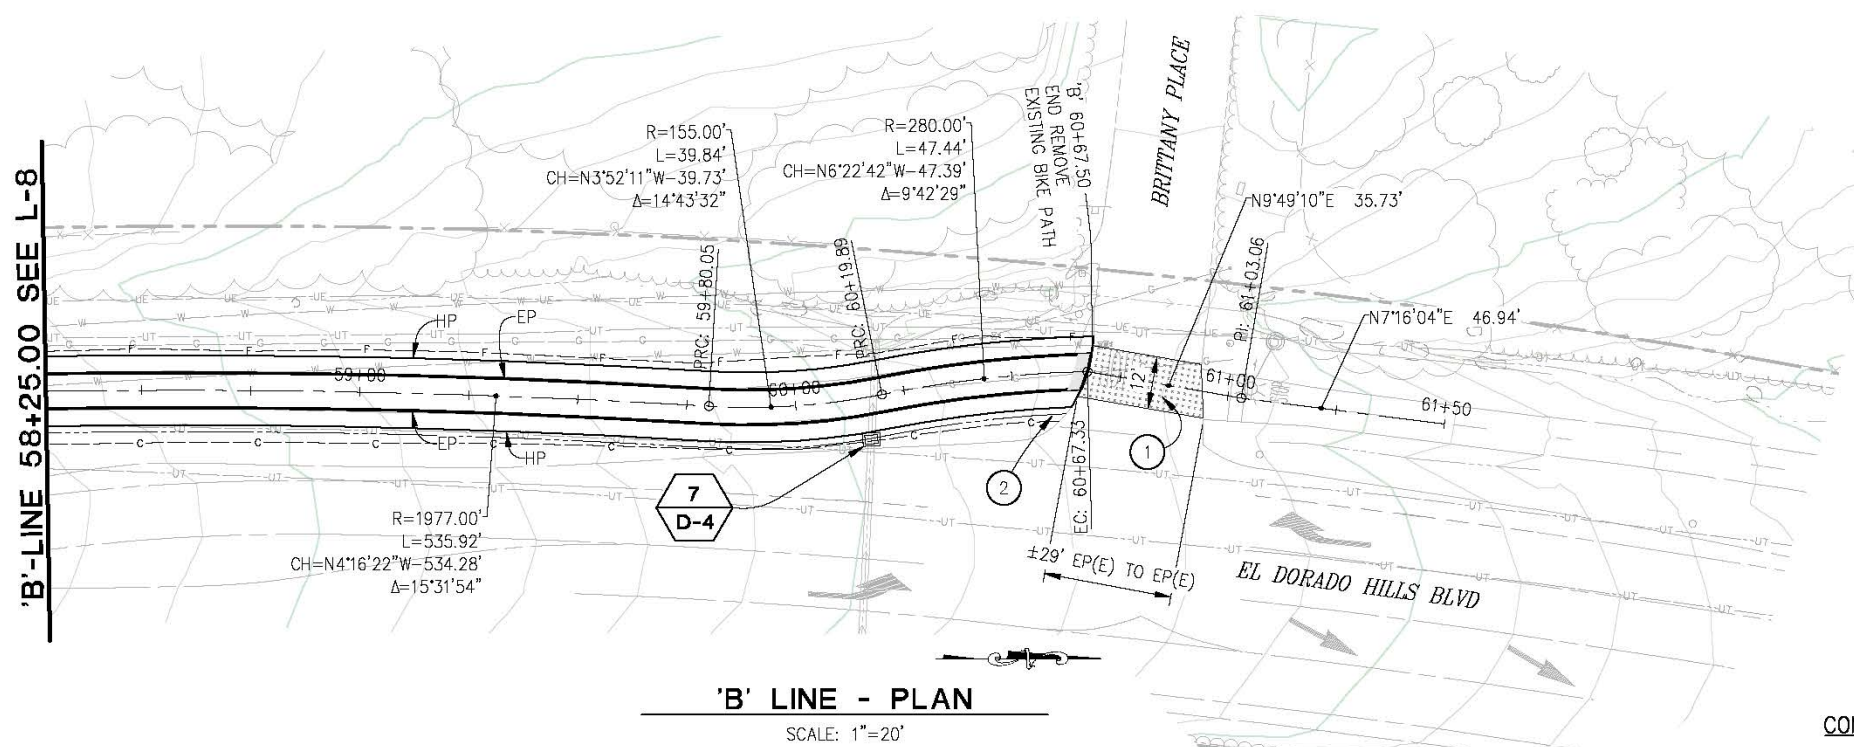 'B'-LINE 58+25.00 SEE L-8
R=155.00'
L=39.84'
CH=N3°52'11"W-39.73'
Δ=14°43'32"
R=280.00'
L=47.44'
CH=N6°22'42"W-47.39'
Δ=9°42'29"
'B' 60+67.50
END REMOVE
EXISTING BIKE PATH
BRITTANY PLACE
N9°49'10"E 35.73'
PRC: 59+80.05
PRC: 60+19.89
PI: 61+03.06
N7°16'04"E 46.94'
HP
EP
59+00
60+00
12'
61+00
61+50
EP
HP
1
2
7
D-4
EC: 60+67.33
R=1977.00'
L=535.92'
CH=N4°16'22"W-534.28'
Δ=15°31'54"
±29' EP(E) TO EP(E)
EL DORADO HILLS BLVD
'B' LINE - PLAN
SCALE: 1"=20'